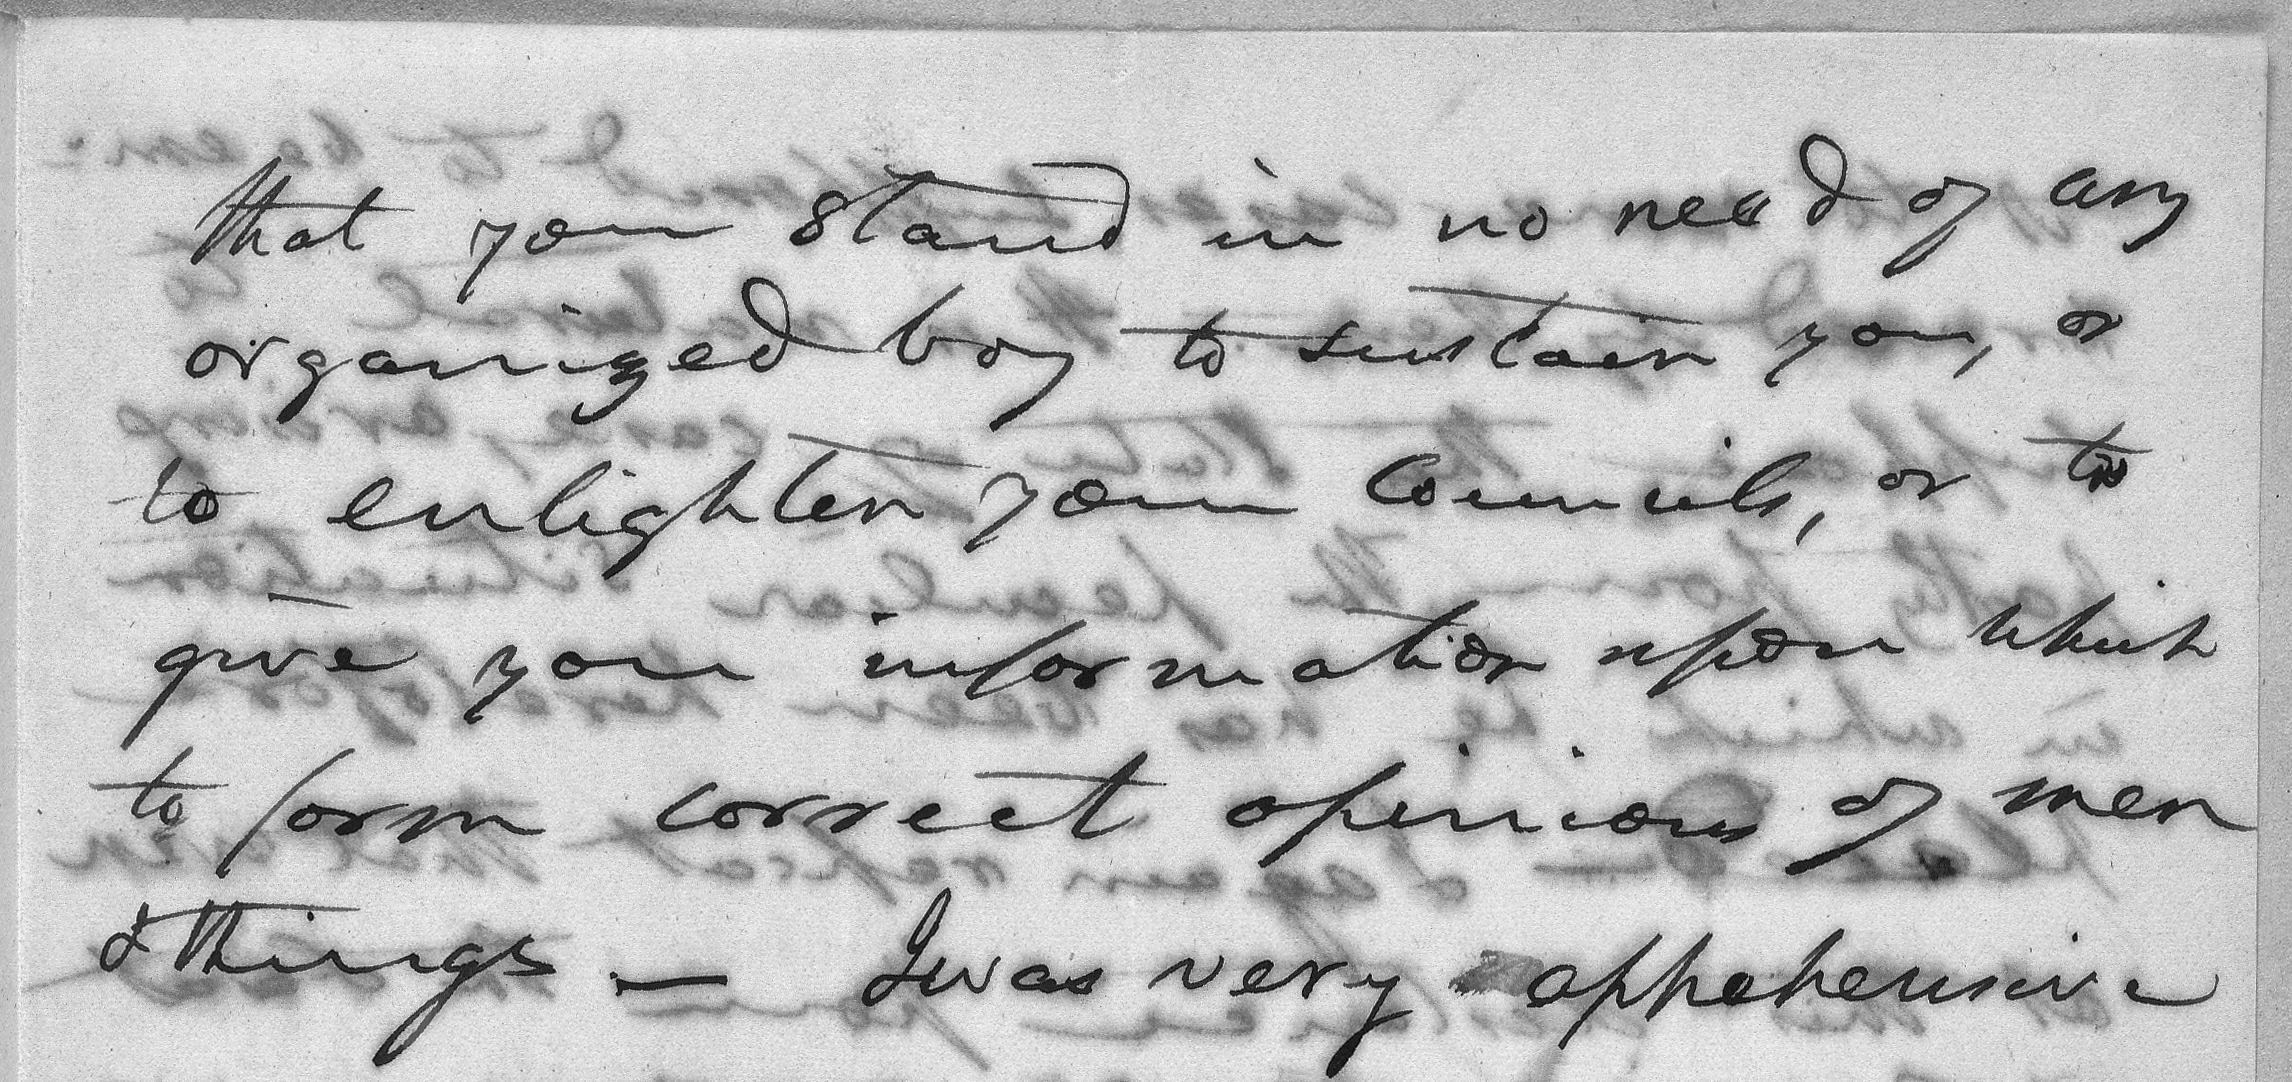 that you stand in no need of any
organized boy to sustain you, or
to enlighten your Councils, or to
give you information upon which
to form correct opinions of men
& things — I was very apprehensive